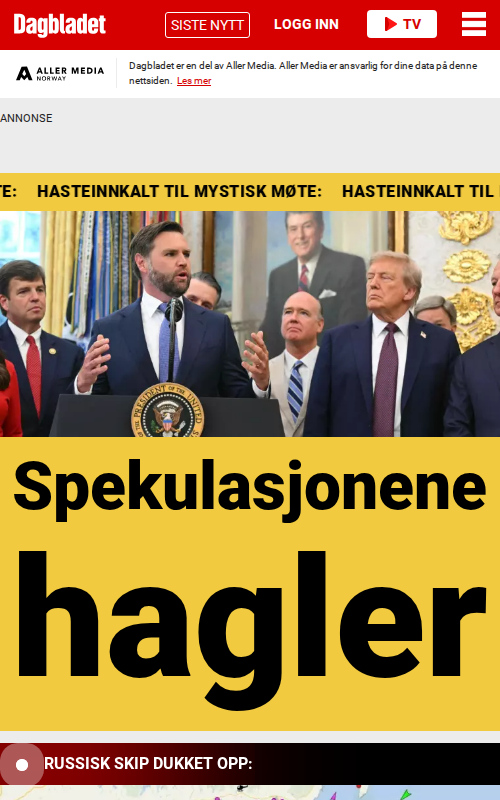 Dagbladet
SISTE NYTT
LOGG INN
TV
ALLER MEDIA
NORWAY
Dagbladet er en del av Aller Media. Aller Media er ansvarlig for dine data på denne
nettsiden. Les mer
ANNONSE
TE: HASTEINNKALT TIL MYSTISK MØTE: HASTEINNKALT TIL
SEAL OF THE PRESIDENT OF THE UNITED
Spekulasjonene
hagler
RUSSISK SKIP DUKKET OPP: